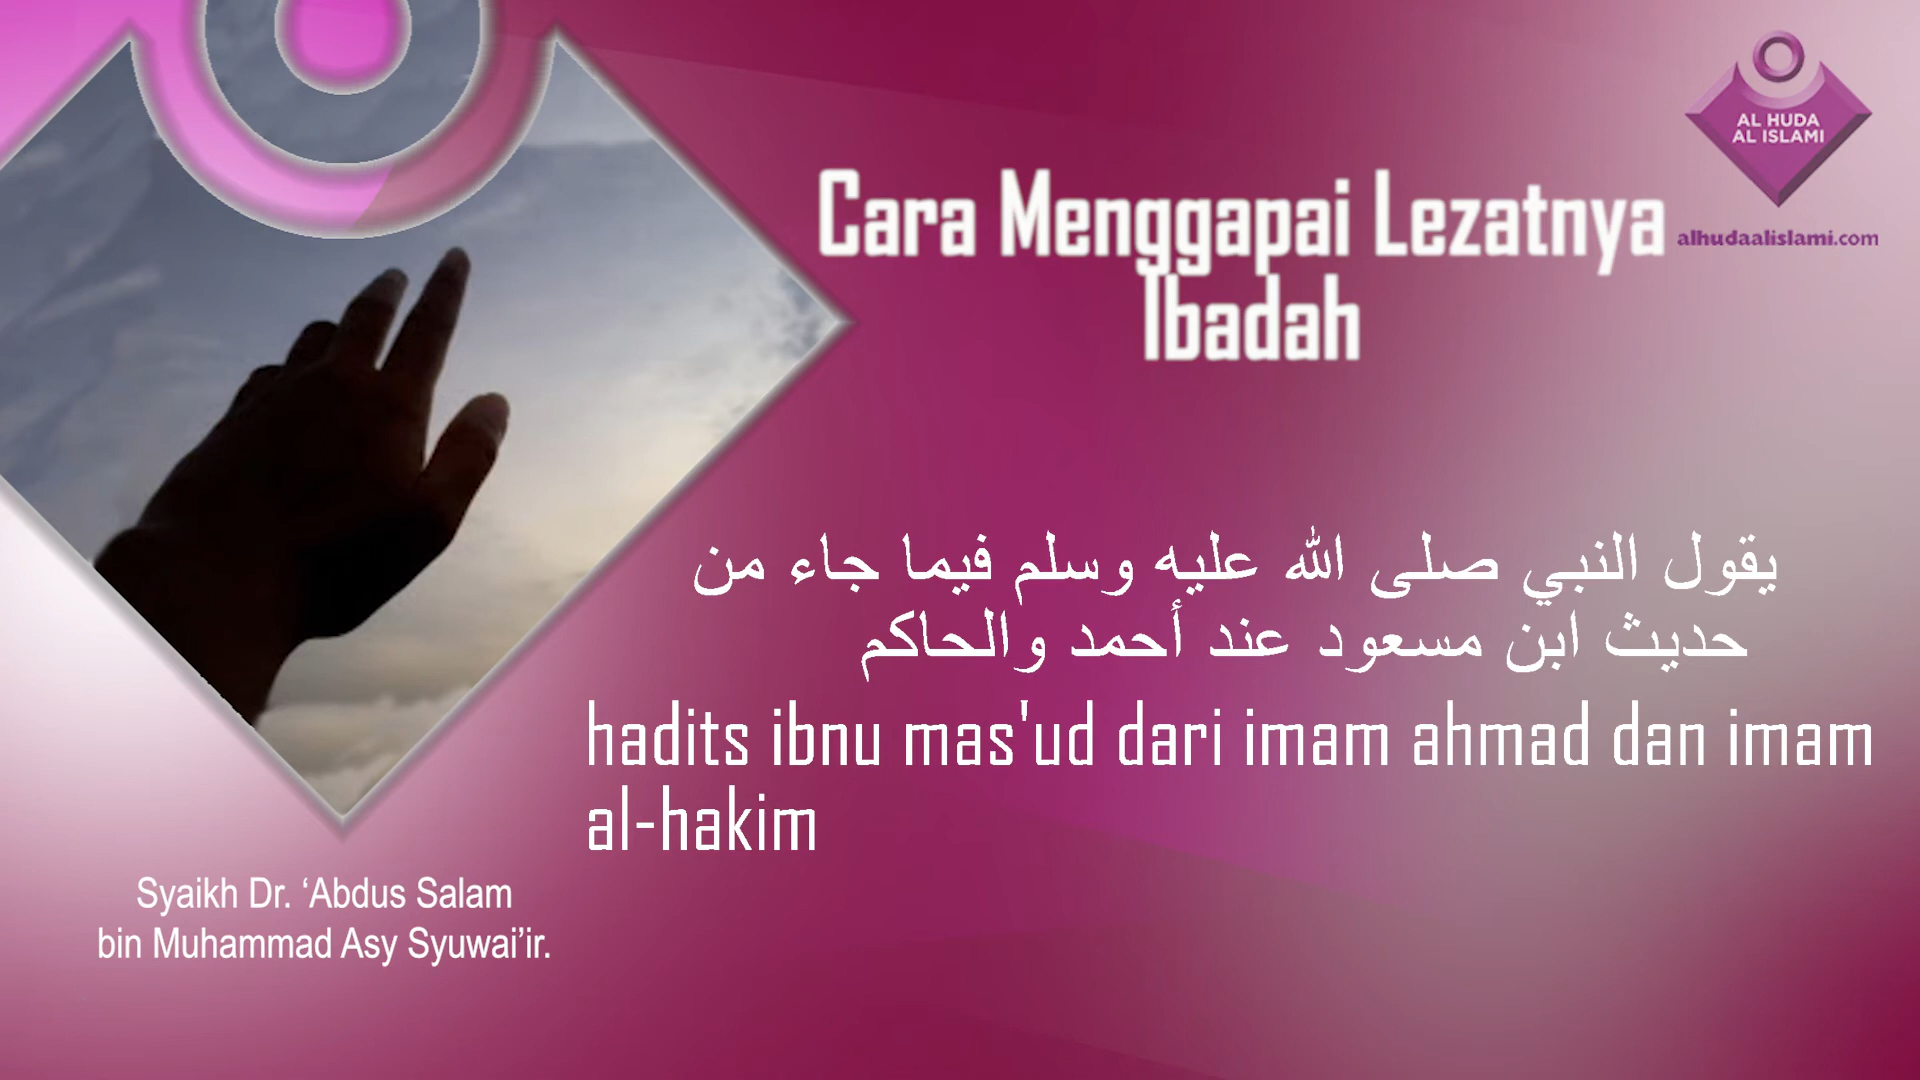 AL HUDA
AL ISLAMI
alhudaalislami.com
Cara Menggapai Lezatnya
Ibadah
يقول النبي صلى الله عليه وسلم فيما جاء من
حديث ابن مسعود عند أحمد والحاكم
hadits ibnu mas'ud dari imam ahmad dan imam
al-hakim
Syaikh Dr. ‘Abdus Salam
bin Muhammad Asy Syuwai’ir.